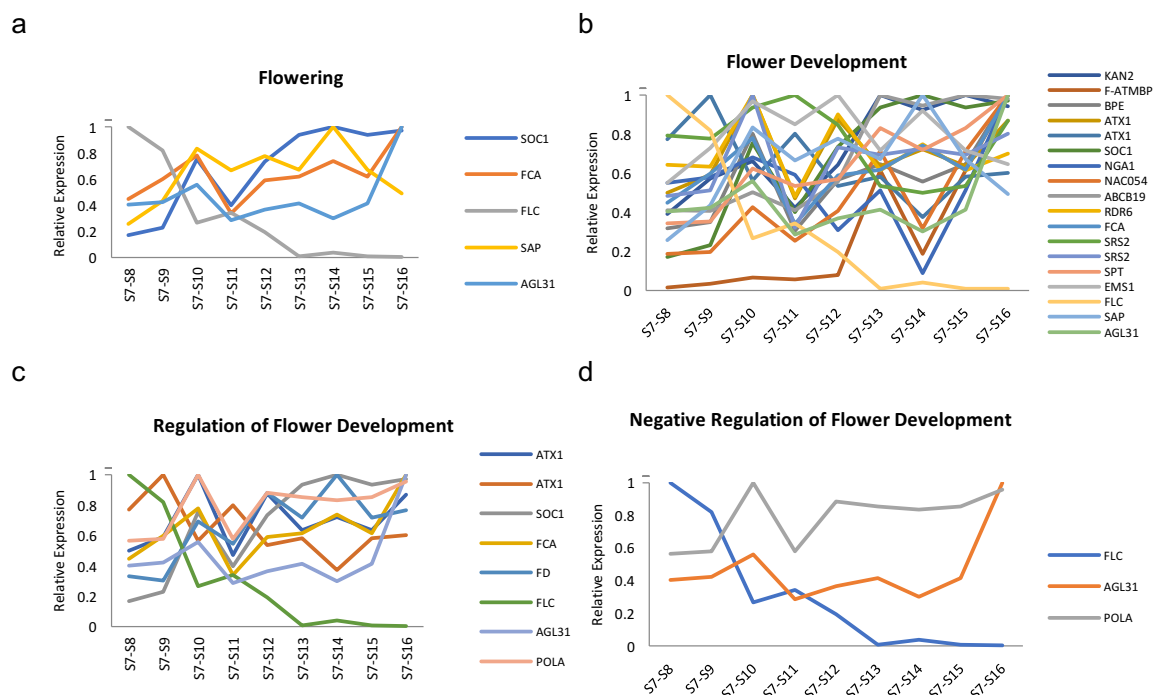 a
Flowering
Relative Expression
1
0.8
0.6
0.4
0.2
0
S7-S8
S7-S9
S7-S10
S7-S11
S7-S12
S7-S13
S7-S14
S7-S15
S7-S16
SOC1
FCA
FLC
SAP
AGL31
b
Flower Development
Relative Expression
1
0.8
0.6
0.4
0.2
0
S7-S8
S7-S9
S7-S10
S7-S11
S7-S12
S7-S13
S7-S14
S7-S15
S7-S16
KAN2
F-ATMBP
BPE
ATX1
ATX1
SOC1
NGA1
NAC054
ABCB19
RDR6
FCA
SRS2
SRS2
SPT
EMS1
FLC
SAP
AGL31
c
Regulation of Flower Development
Relative Expression
1
0.8
0.6
0.4
0.2
0
S7-S8
S7-S9
S7-S10
S7-S11
S7-S12
S7-S13
S7-S14
S7-S15
S7-S16
ATX1
ATX1
SOC1
FCA
FD
FLC
AGL31
POLA
d
Negative Regulation of Flower Development
Relative Expression
1
0.8
0.6
0.4
0.2
0
S7-S8
S7-S9
S7-S10
S7-S11
S7-S12
S7-S13
S7-S14
S7-S15
S7-S16
FLC
AGL31
POLA